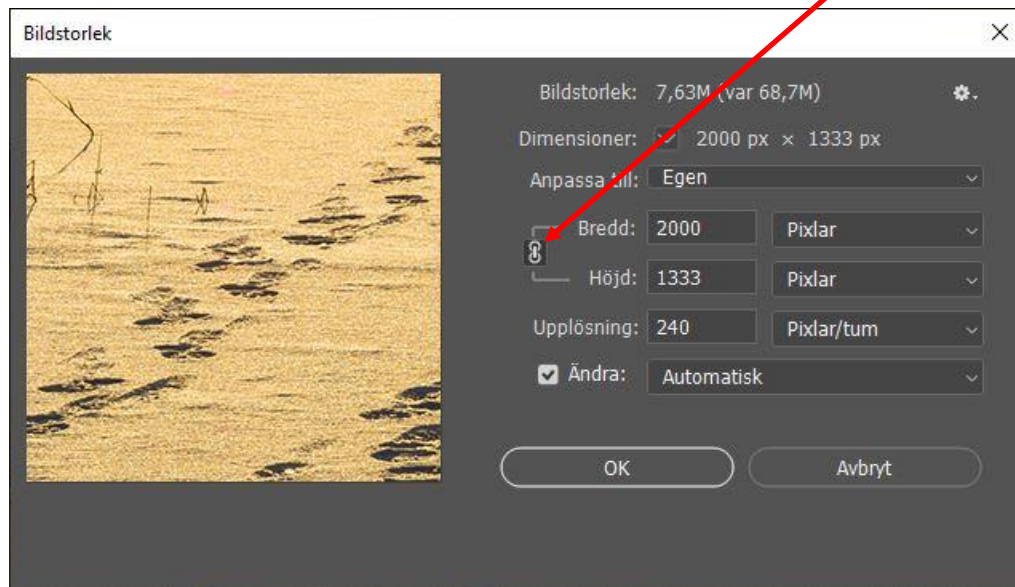 Bildstorlek
Bildstorlek: 7,63M (var 68,7M)
Dimensioner: 2000 px × 1333 px
Anpassa till: Egen
Bredd: 2000 Pixlar
Höjd: 1333 Pixlar
Upplösning: 240 Pixlar/tum
Ändra: Automatisk
OK Avbryt